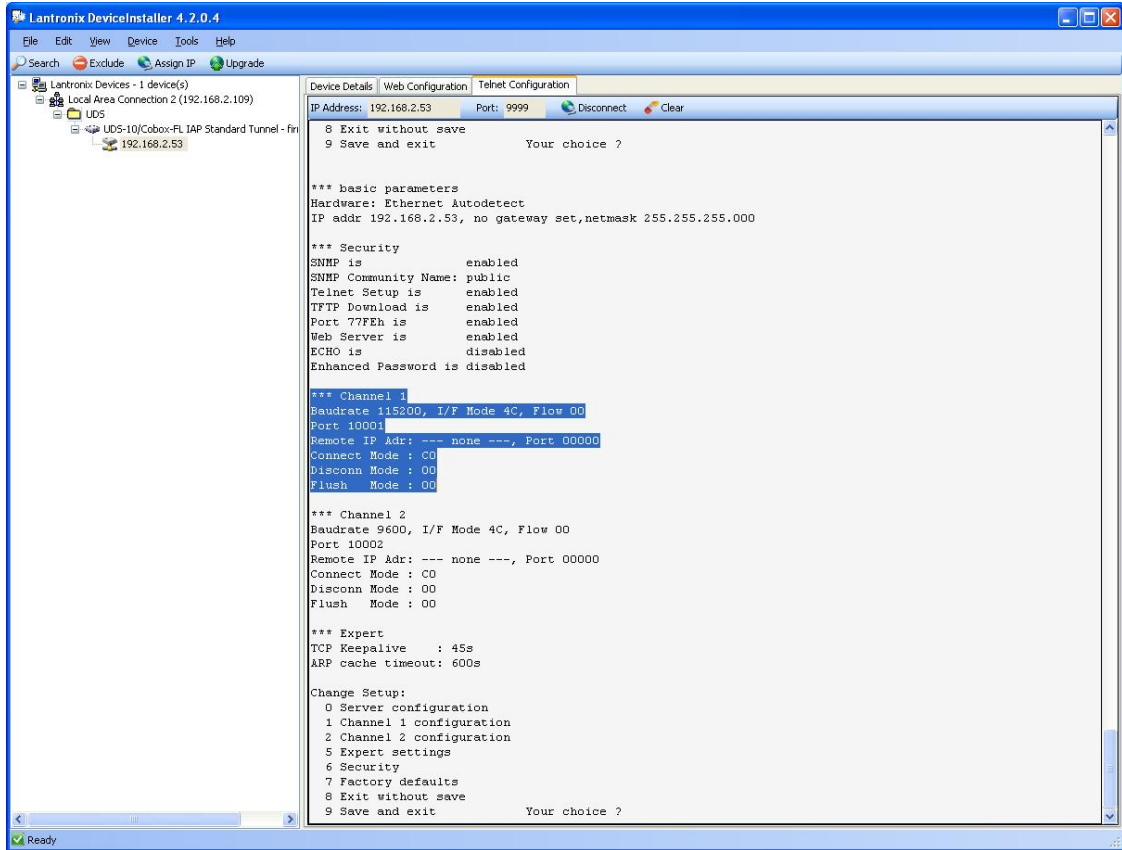 Lantronix DeviceInstaller 4.2.0.4
File Edit View Device Tools Help
Search Exclude Assign IP Upgrade
Lantronix Devices - 1 device(s)
Local Area Connection 2 (192.168.2.109)
UDS
UDS-10/Cobox-FL IAP Standard Tunnel - fir
192.168.2.53
Device Details Web Configuration Telnet Configuration
IP Address: 192.168.2.53 Port: 9999 Disconnect Clear
8 Exit without save
9 Save and exit Your choice ?
*** basic parameters
Hardware: Ethernet Autodetect
IP addr 192.168.2.53, no gateway set,netmask 255.255.255.000
*** Security
SNMP is enabled
SNMP Community Name: public
Telnet Setup is enabled
TFTP Download is enabled
Port 77FEh is enabled
Web Server is enabled
ECHO is disabled
Enhanced Password is disabled
*** Channel 1
Baudrate 115200, I/F Mode 4C, Flow 00
Port 10001
Remote IP Adr: --- none ---, Port 00000
Connect Mode : C0
Disconn Mode : 00
Flush Mode : 00
*** Channel 2
Baudrate 9600, I/F Mode 4C, Flow 00
Port 10002
Remote IP Adr: --- none ---, Port 00000
Connect Mode : C0
Disconn Mode : 00
Flush Mode : 00
*** Expert
TCP Keepalive : 45s
ARP cache timeout: 600s
Change Setup:
0 Server configuration
1 Channel 1 configuration
2 Channel 2 configuration
5 Expert settings
6 Security
7 Factory defaults
8 Exit without save
9 Save and exit Your choice ?
Ready